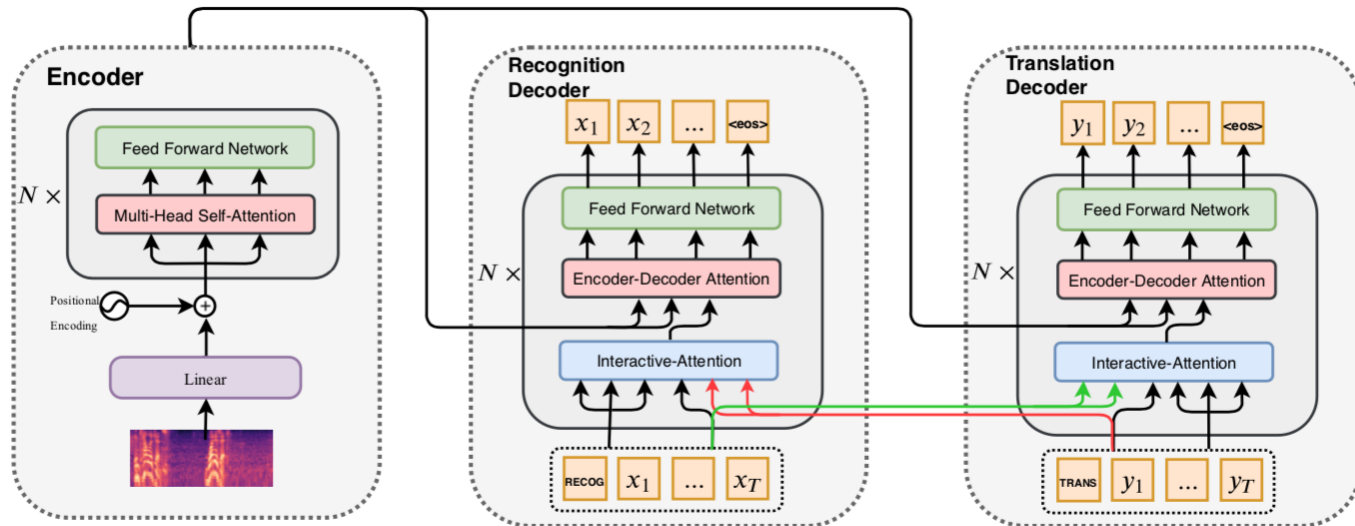 Encoder
Feed Forward Network
N ×
Multi-Head Self-Attention
Positional
Encoding
+
Linear
Recognition
Decoder
x1 x2 ... <eos>
Feed Forward Network
N ×
Encoder-Decoder Attention
Interactive-Attention
RECOG x1 ... xT
Translation
Decoder
y1 y2 ... <eos>
Feed Forward Network
N ×
Encoder-Decoder Attention
Interactive-Attention
TRANS y1 ... yT